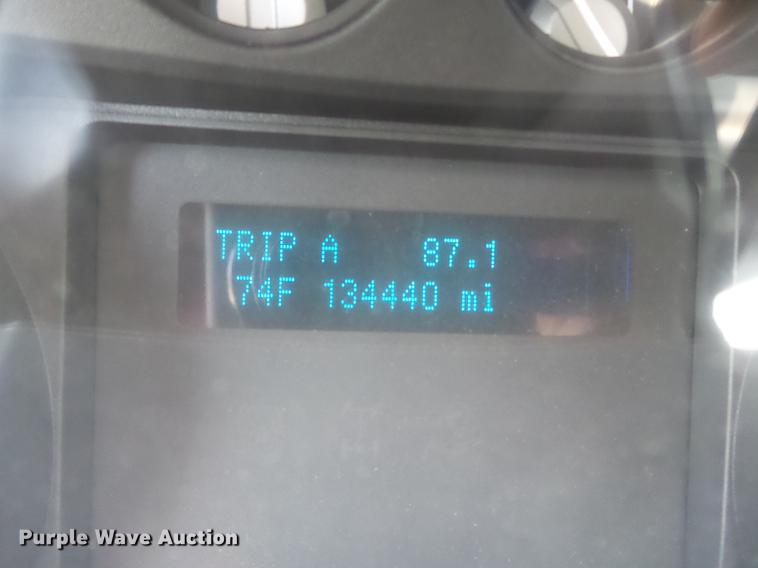 TRIP A 87.1
74F 134440 mi
Purple Wave Auction